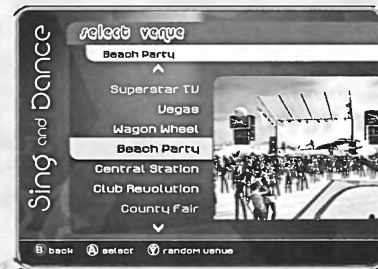 Sing and Dance
select venue
Beach Party
Superstar TV
Vegas
Wagon Wheel
Beach Party
Central Station
Club Revolution
County Fair
B back A select Y random venue